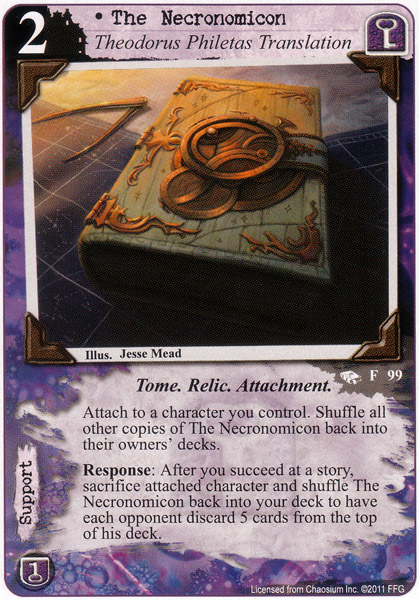 2
• The Necronomicon
Theodorus Philetas Translation
Illus. Jesse Mead
F 99
Tome. Relic. Attachment.
Attach to a character you control. Shuffle all
other copies of The Necronomicon back into
their owners' decks.
Response: After you succeed at a story,
sacrifice attached character and shuffle The
Necronomicon back into your deck to have
each opponent discard 5 cards from the top
of his deck.
Support
1
Licensed from Chaosium Inc. ©2011 FFG